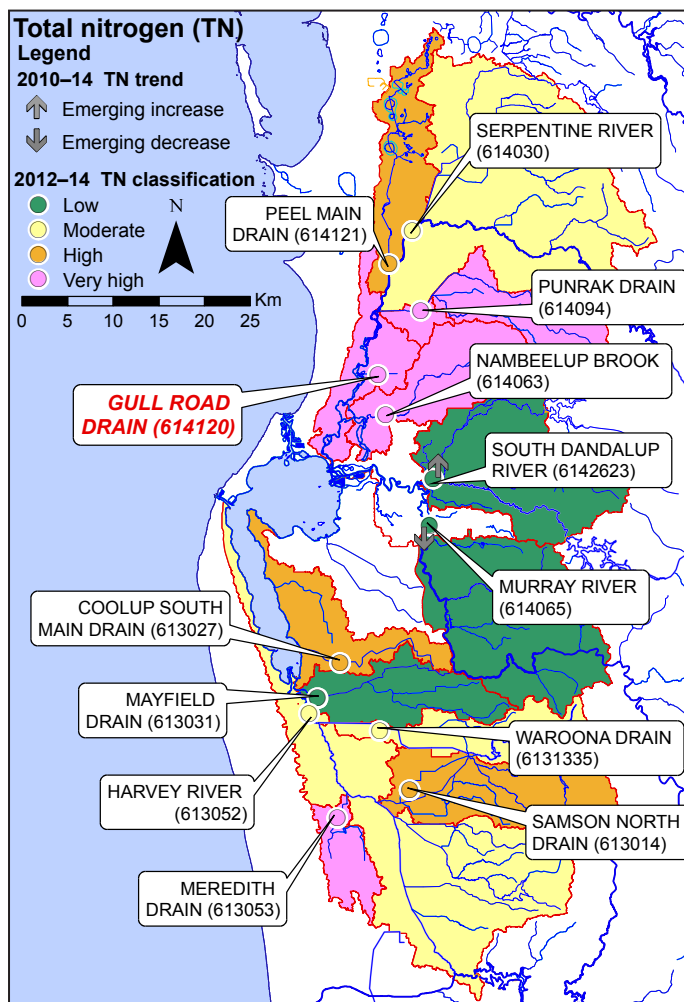 Total nitrogen (TN)
Legend
2010–14 TN trend
Emerging increase
Emerging decrease
2012–14 TN classification
Low
Moderate
High
Very high
N
Km
0 5 10 15 20 25
SERPENTINE RIVER
(614030)
PEEL MAIN
DRAIN (614121)
PUNRAK DRAIN
(614094)
NAMBEELUP BROOK
(614063)
GULL ROAD
DRAIN (614120)
SOUTH DANDALUP
RIVER (6142623)
MURRAY RIVER
(614065)
COOLUP SOUTH
MAIN DRAIN (613027)
MAYFIELD
DRAIN (613031)
WAROONA DRAIN
(6131335)
HARVEY RIVER
(613052)
SAMSON NORTH
DRAIN (613014)
MEREDITH
DRAIN (613053)